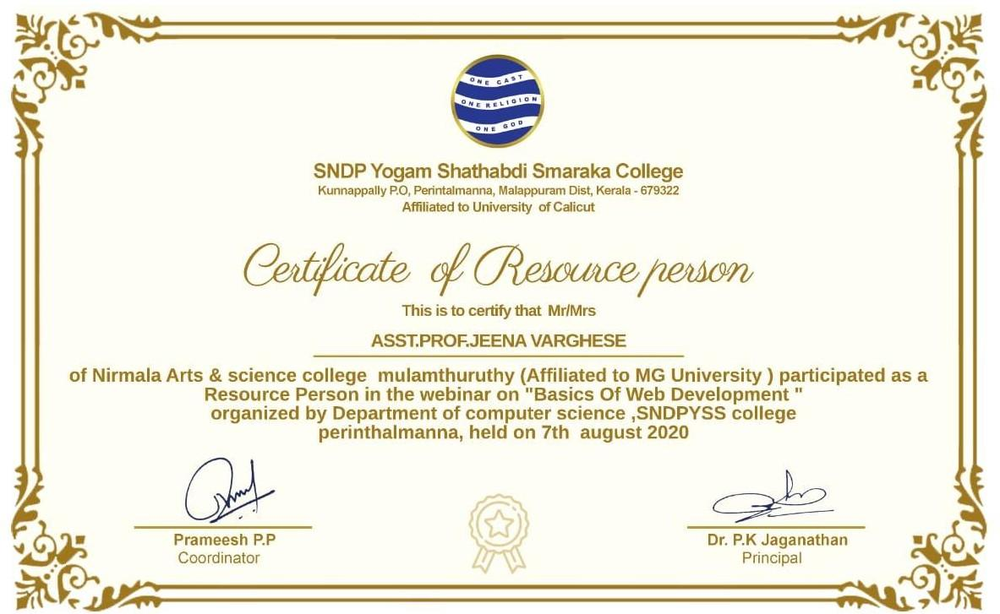 ONE CAST
ONE RELIGION
ONE GOD
SNDP Yogam Shathabdi Smaraka College
Kunnappally P.O, Perintalmanna, Malappuram Dist, Kerala - 679322
Affiliated to University of Calicut
Certificate of Resource person
This is to certify that Mr/Mrs
ASST.PROF.JEENA VARGHESE
of Nirmala Arts & science college mulamthuruthy (Affiliated to MG University ) participated as a
Resource Person in the webinar on "Basics Of Web Development "
organized by Department of computer science ,SNDPYSS college
perinthalmanna, held on 7th august 2020
Prameesh P.P
Coordinator
Dr. P.K Jaganathan
Principal